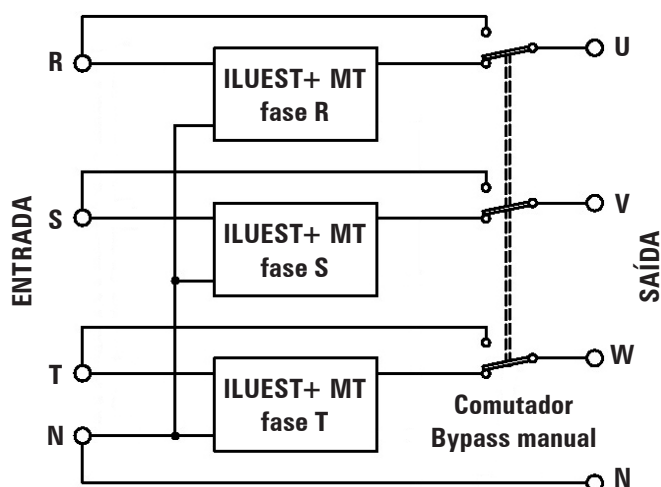 R
ILUEST+ MT
fase R
U
ENTRADA
S
ILUEST+ MT
fase S
V
SAÍDA
T
ILUEST+ MT
fase T
W
Comutador
Bypass manual
N
N